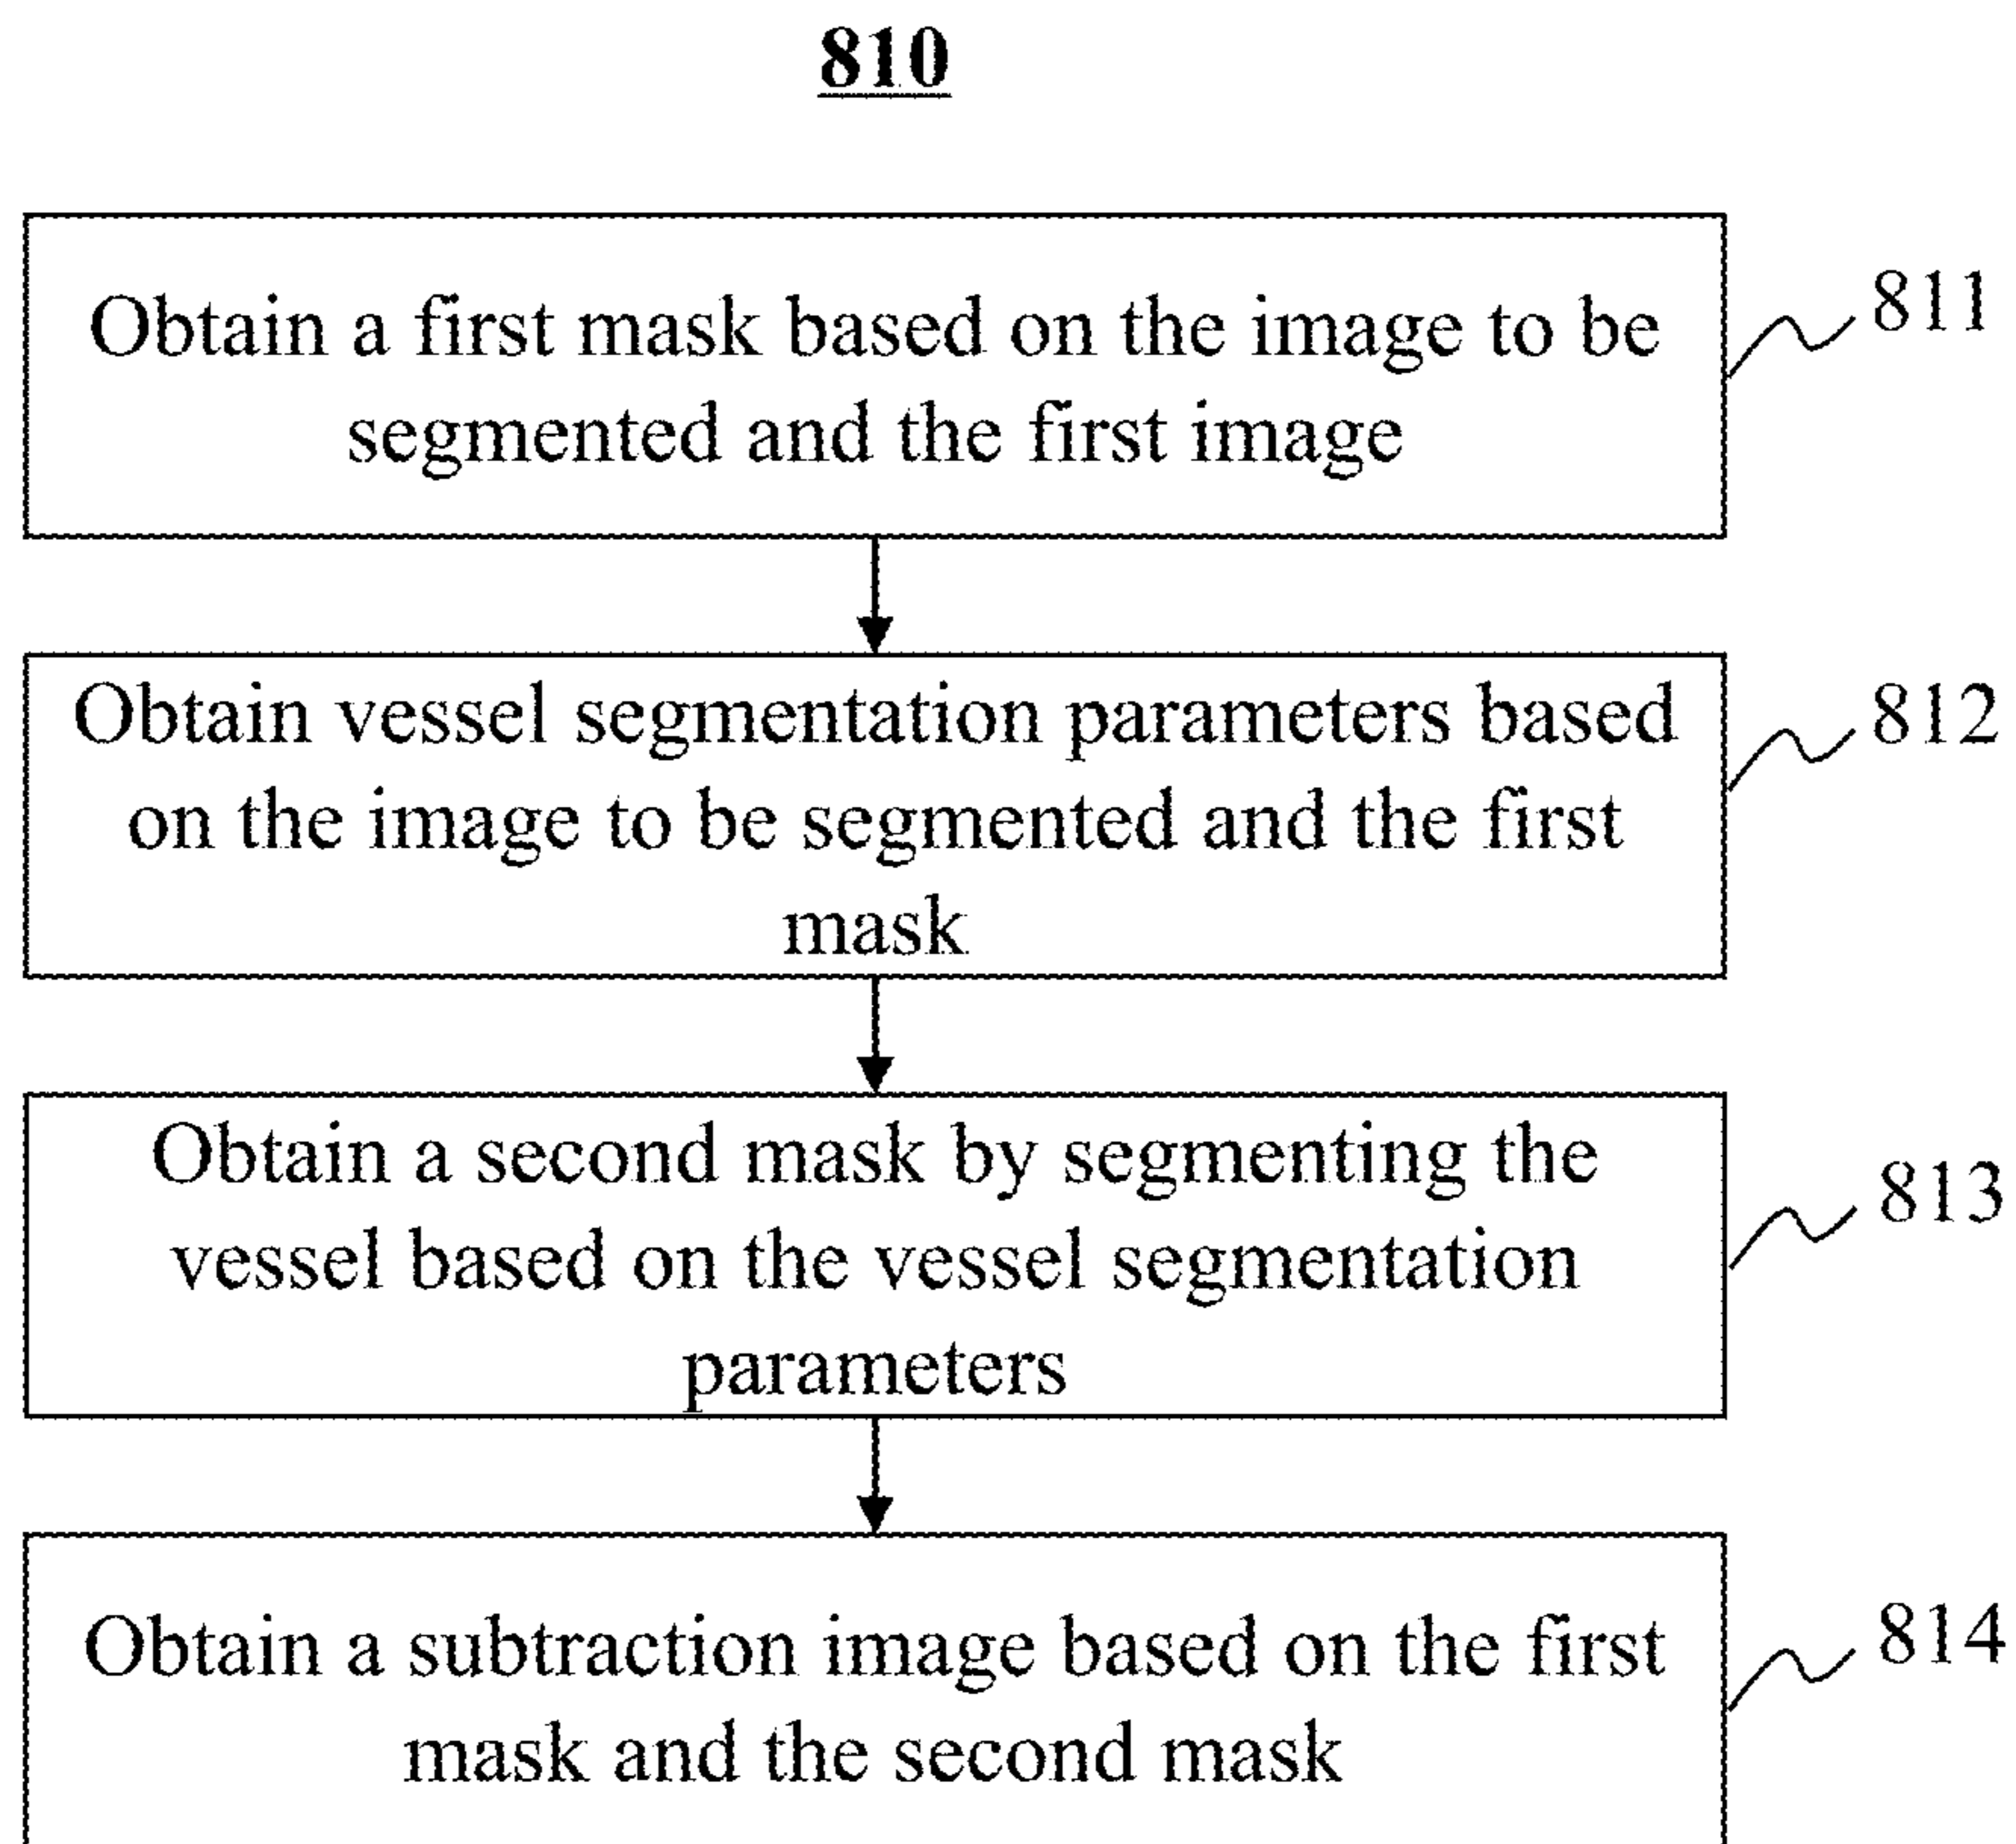 810
Obtain a first mask based on the image to be
segmented and the first image
811
Obtain vessel segmentation parameters based
on the image to be segmented and the first
mask
812
Obtain a second mask by segmenting the
vessel based on the vessel segmentation
parameters
813
Obtain a subtraction image based on the first
mask and the second mask
814